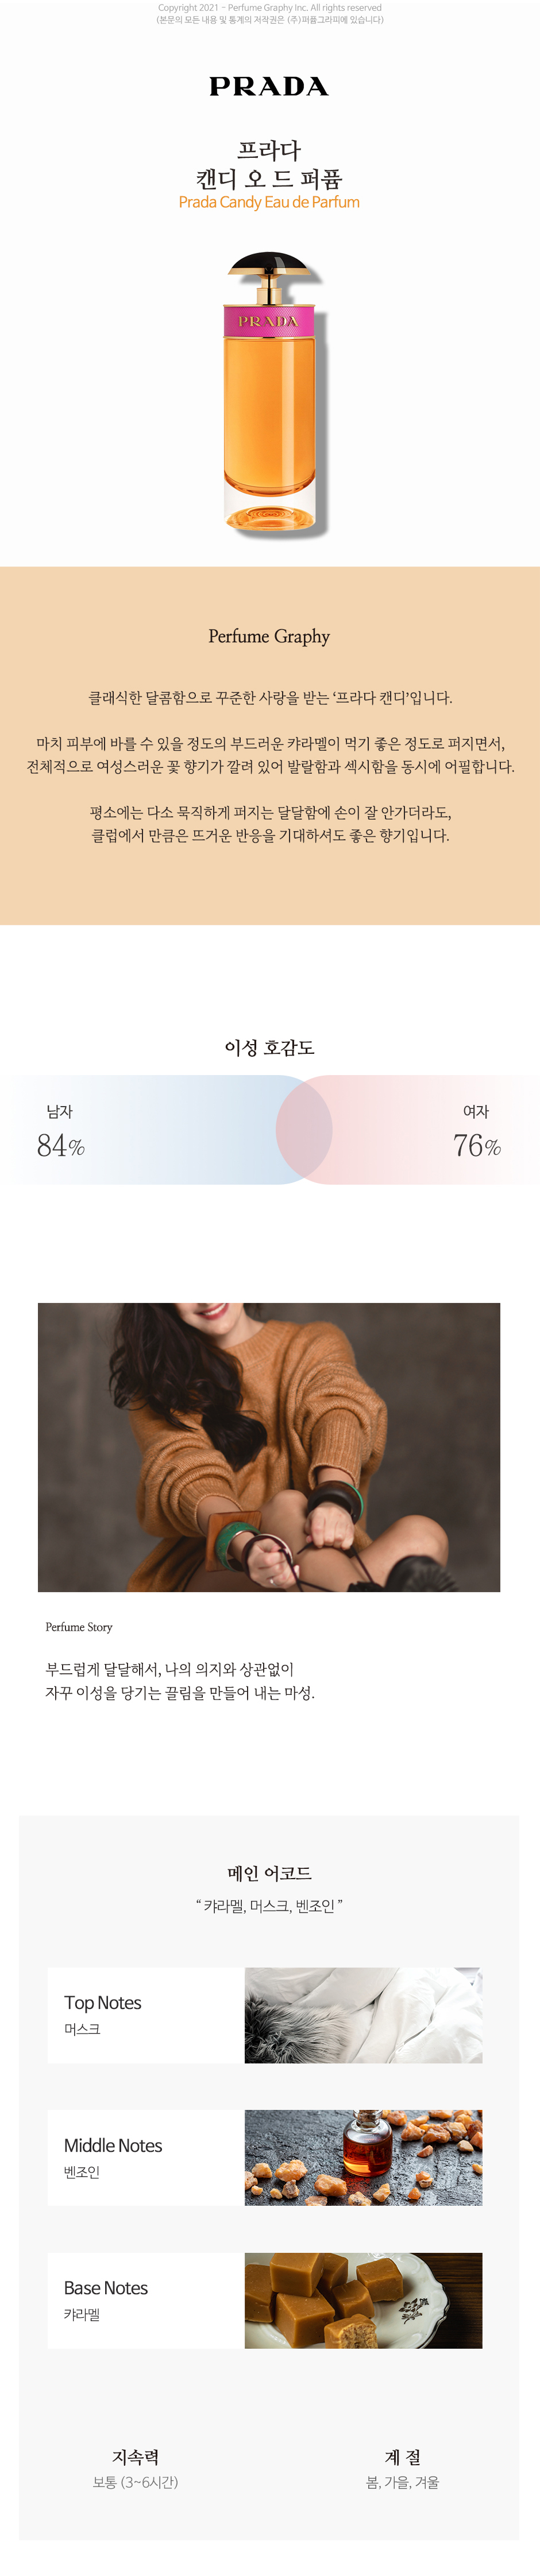 Copyright 2021 - Perfume Graphy Inc. All rights reserved
(본문의 모든 내용 및 통계의 저작권은 (주)퍼퓸그라피에 있습니다)
PRADA
프라다
캔디 오 드 퍼퓸
Prada Candy Eau de Parfum
PRADA
Perfume Graphy
클래식한 달콤함으로 꾸준한 사랑을 받는 ‘프라다 캔디’입니다.
마치 피부에 바를 수 있을 정도의 부드러운 캬라멜이 먹기 좋은 정도로 퍼지면서,
전체적으로 여성스러운 꽃 향기가 깔려 있어 발랄함과 섹시함을 동시에 어필합니다.
평소에는 다소 묵직하게 퍼지는 달달함에 손이 잘 안가더라도,
클럽에서 만큼은 뜨거운 반응을 기대하셔도 좋은 향기입니다.
이성 호감도
남자 여자
84% 76%
Perfume Story
부드럽게 달달해서, 나의 의지와 상관없이
자꾸 이성을 당기는 끌림을 만들어 내는 마성.
메인 어코드
“ 캬라멜, 머스크, 벤조인 ”
Top Notes
머스크
Middle Notes
벤조인
Base Notes
캬라멜
지속력 계 절
보통 (3~6시간) 봄, 가을, 겨울